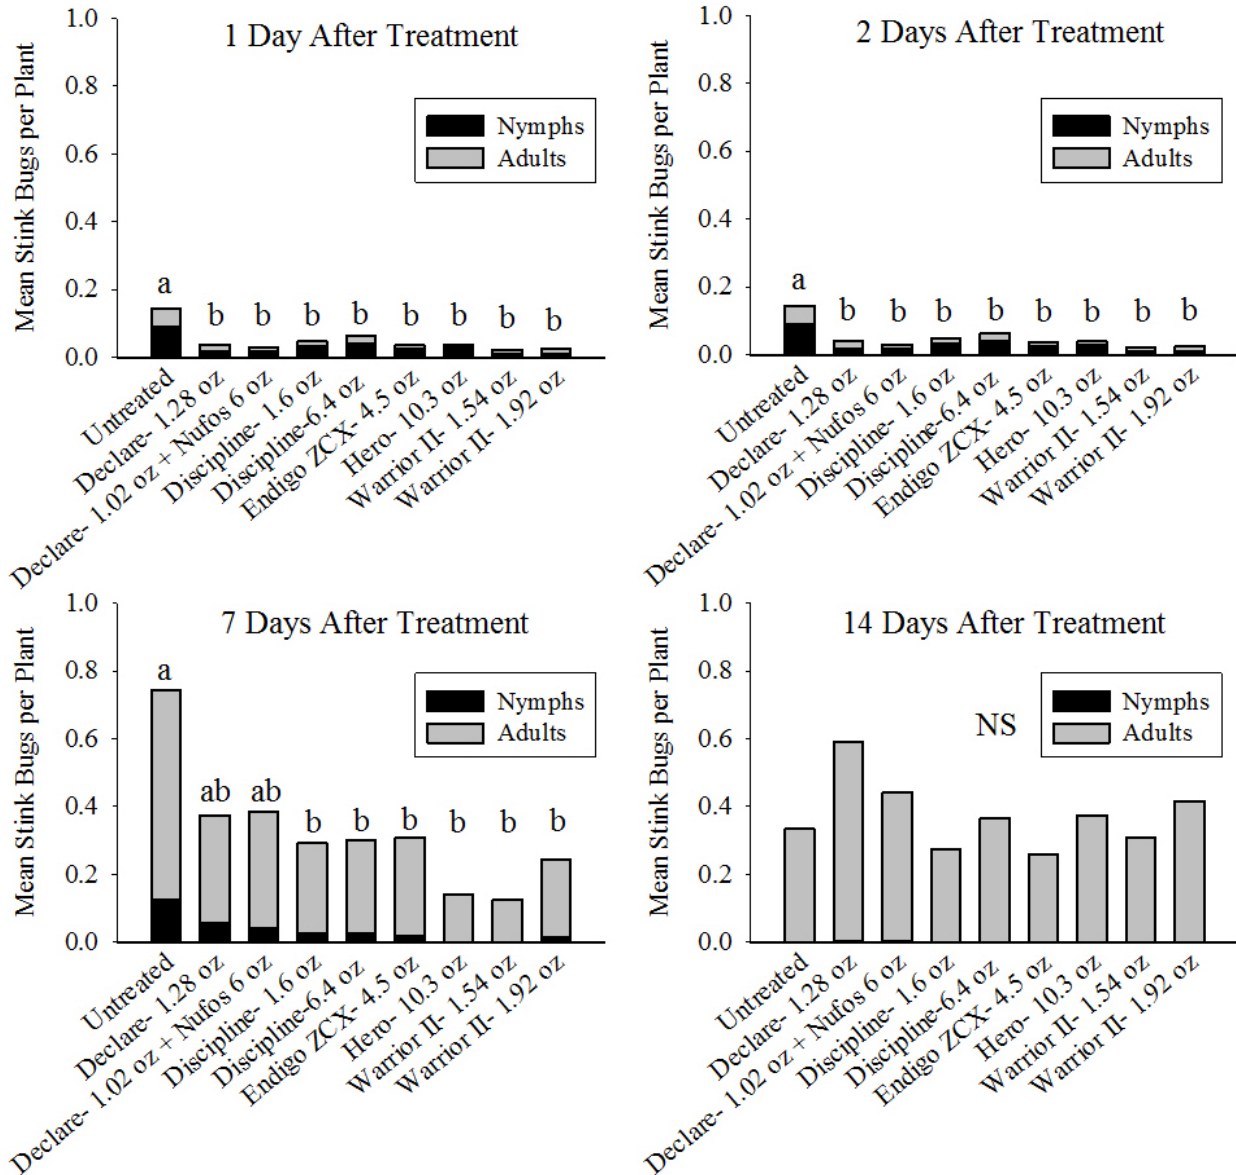 1 Day After Treatment
Mean Stink Bugs per Plant
1.0
0.8
0.6
0.4
0.2
0.0
Nymphs
Adults
a
b
b
b
b
b
b
b
b
Untreated
Declare- 1.28 oz
Declare- 1.02 oz + Nufos 6 oz
Discipline- 1.6 oz
Discipline-6.4 oz
Endigo ZCX- 4.5 oz
Hero- 10.3 oz
Warrior II- 1.54 oz
Warrior II- 1.92 oz
2 Days After Treatment
Mean Stink Bugs per Plant
1.0
0.8
0.6
0.4
0.2
0.0
Nymphs
Adults
a
b
b
b
b
b
b
b
b
Untreated
Declare- 1.28 oz
Declare- 1.02 oz + Nufos 6 oz
Discipline- 1.6 oz
Discipline-6.4 oz
Endigo ZCX- 4.5 oz
Hero- 10.3 oz
Warrior II- 1.54 oz
Warrior II- 1.92 oz
7 Days After Treatment
Mean Stink Bugs per Plant
1.0
0.8
0.6
0.4
0.2
0.0
Nymphs
Adults
a
ab
ab
b
b
b
b
b
b
Untreated
Declare- 1.28 oz
Declare- 1.02 oz + Nufos 6 oz
Discipline- 1.6 oz
Discipline-6.4 oz
Endigo ZCX- 4.5 oz
Hero- 10.3 oz
Warrior II- 1.54 oz
Warrior II- 1.92 oz
14 Days After Treatment
Mean Stink Bugs per Plant
1.0
0.8
0.6
0.4
0.2
0.0
Nymphs
Adults
NS
Untreated
Declare- 1.28 oz
Declare- 1.02 oz + Nufos 6 oz
Discipline- 1.6 oz
Discipline-6.4 oz
Endigo ZCX- 4.5 oz
Hero- 10.3 oz
Warrior II- 1.54 oz
Warrior II- 1.92 oz